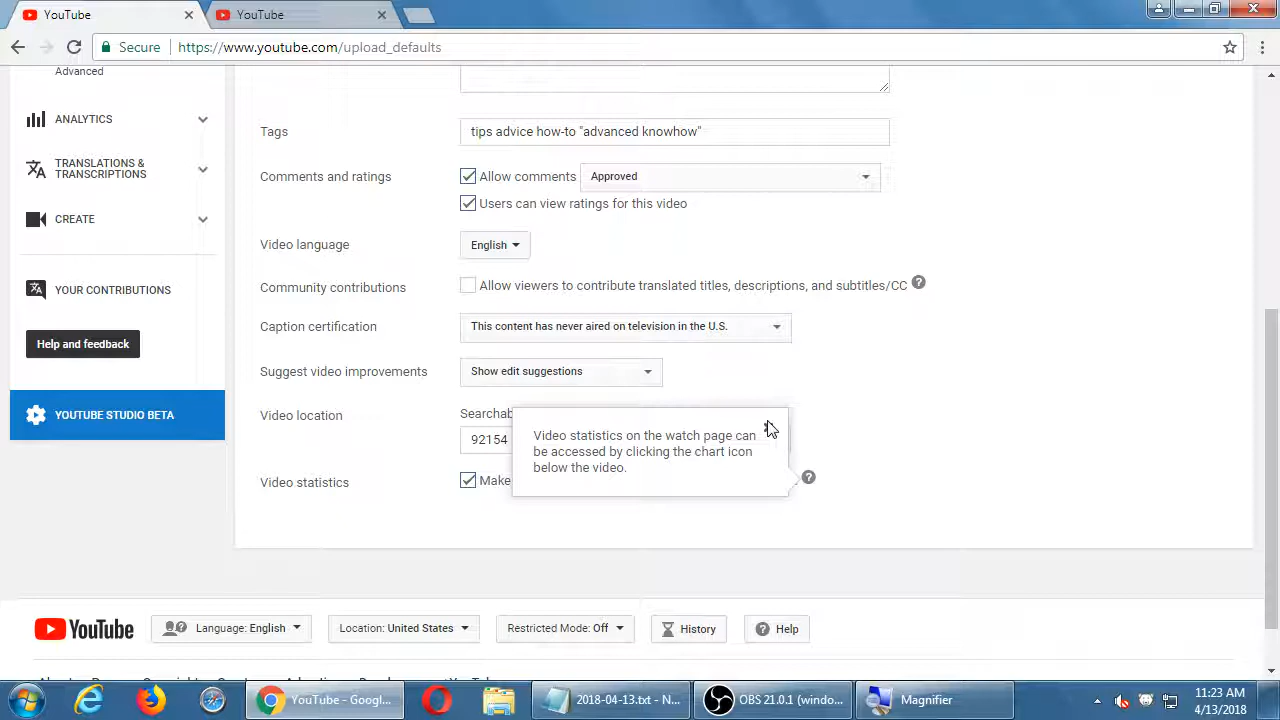 YouTube
YouTube
Secure
https://www.youtube.com/upload_defaults
Advanced
ANALYTICS
TRANSLATIONS &
TRANSCRIPTIONS
CREATE
YOUR CONTRIBUTIONS
Help and feedback
YOUTUBE STUDIO BETA
Tags
tips advice how-to "advanced knowhow"
Comments and ratings
Allow comments
Approved
Users can view ratings for this video
Video language
English
Community contributions
Allow viewers to contribute translated titles, descriptions, and subtitles/CC
Caption certification
This content has never aired on television in the U.S.
Suggest video improvements
Show edit suggestions
Video location
Searchab
92154
Video statistics on the watch page can
be accessed by clicking the chart icon
below the video.
Video statistics
Make
YouTube
Language: English
Location: United States
Restricted Mode: Off
History
Help
YouTube - Googl...
2018-04-13.txt - N...
OBS 21.0.1 (windo...
Magnifier
11:23 AM
4/13/2018